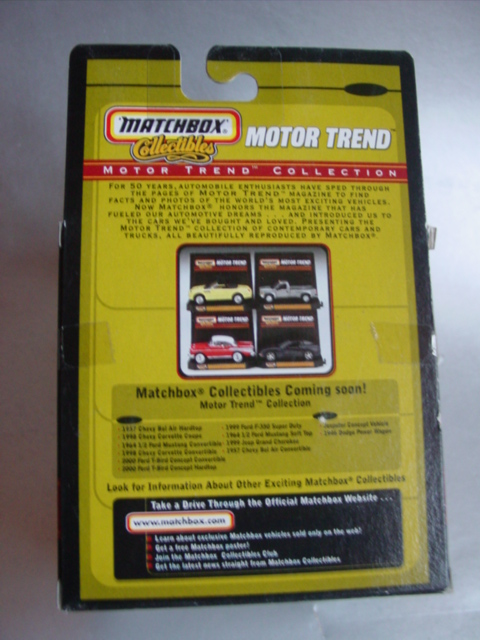 MATCHBOX®
Collectibles
MOTOR TREND™
MOTOR TREND™ COLLECTION
FOR 50 YEARS, AUTOMOBILE ENTHUSIASTS HAVE SPED THROUGH
THE PAGES OF MOTOR TREND™ MAGAZINE TO FIND
FACTS AND PHOTOS OF THE WORLD'S MOST EXCITING VEHICLES.
NOW MATCHBOX® HONORS THE MAGAZINE THAT HAS
FUELED OUR AUTOMOTIVE DREAMS . . . AND INTRODUCED US TO
THE CARS WE'VE BOUGHT AND LOVED. PRESENTING THE
MOTOR TREND™ COLLECTION OF CONTEMPORARY CARS AND
TRUCKS, ALL BEAUTIFULLY REPRODUCED BY MATCHBOX®.
MOTOR TREND
MOTOR TREND
MOTOR TREND
MOTOR TREND
Matchbox® Collectibles Coming soon!
Motor Trend™ Collection
• 1957 Chevy Bel Air Hardtop
• 1998 Chevy Corvette Coupe
• 1964 1/2 Ford Mustang Convertible
• 1998 Chevy Corvette Convertible
• 2000 Ford T-Bird Concept Convertible
• 2000 Ford T-Bird Concept Hardtop
• 1999 Ford F-350 Super Duty
• 1964 1/2 Ford Mustang Soft Top
• 1999 Jeep Grand Cherokee
• 1957 Chevy Bel Air Convertible
Concept Vehicle
Dodge Power Wagon
Look for Information About Other Exciting Matchbox® Collectibles
Take a Drive Through the Official Matchbox Website . . .
www.matchbox.com
Learn about exclusive Matchbox vehicles sold only on the web!
Get a free Matchbox poster!
Join the Matchbox Collectibles Club
Get the latest news straight from Matchbox Collectibles